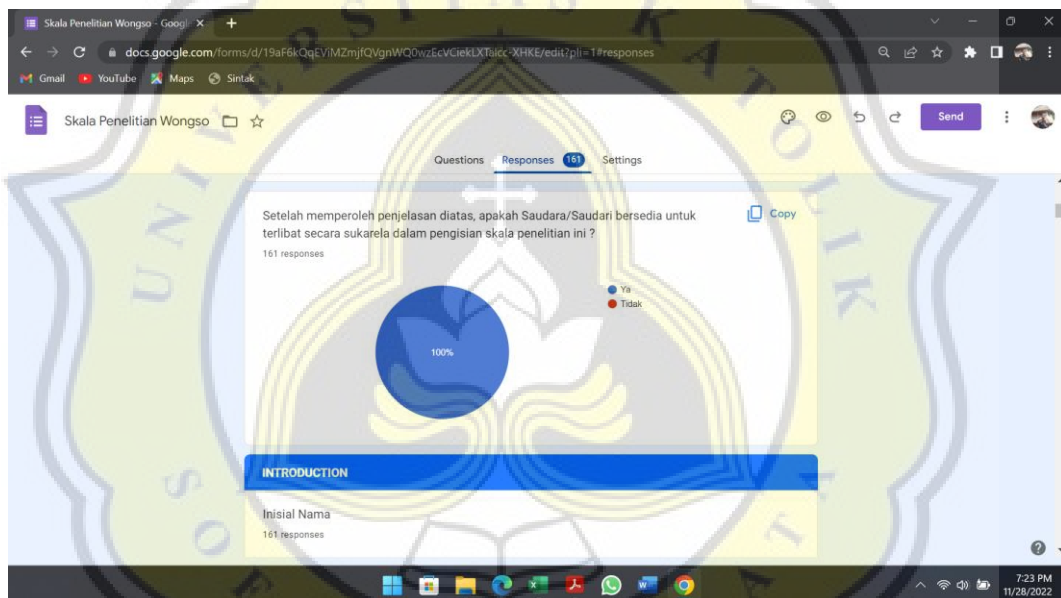 Skala Penelitian Wongso - Googl
docs.google.com/forms/d/19aF6kQqEViMZmjfQVgnWQ0wzEcVCiekLXTsicc-XHKE/edit?pli=1#responses
Gmail YouTube Maps Sintak
Skala Penelitian Wongso
Send
Questions Responses 161 Settings
Setelah memperoleh penjelasan diatas, apakah Saudara/Saudari bersedia untuk
terlibat secara sukarela dalam pengisian skala penelitian ini ?
Copy
161 responses
Ya
Tidak
100%
INTRODUCTION
Inisial Nama
161 responses
7:23 PM
11/28/2022